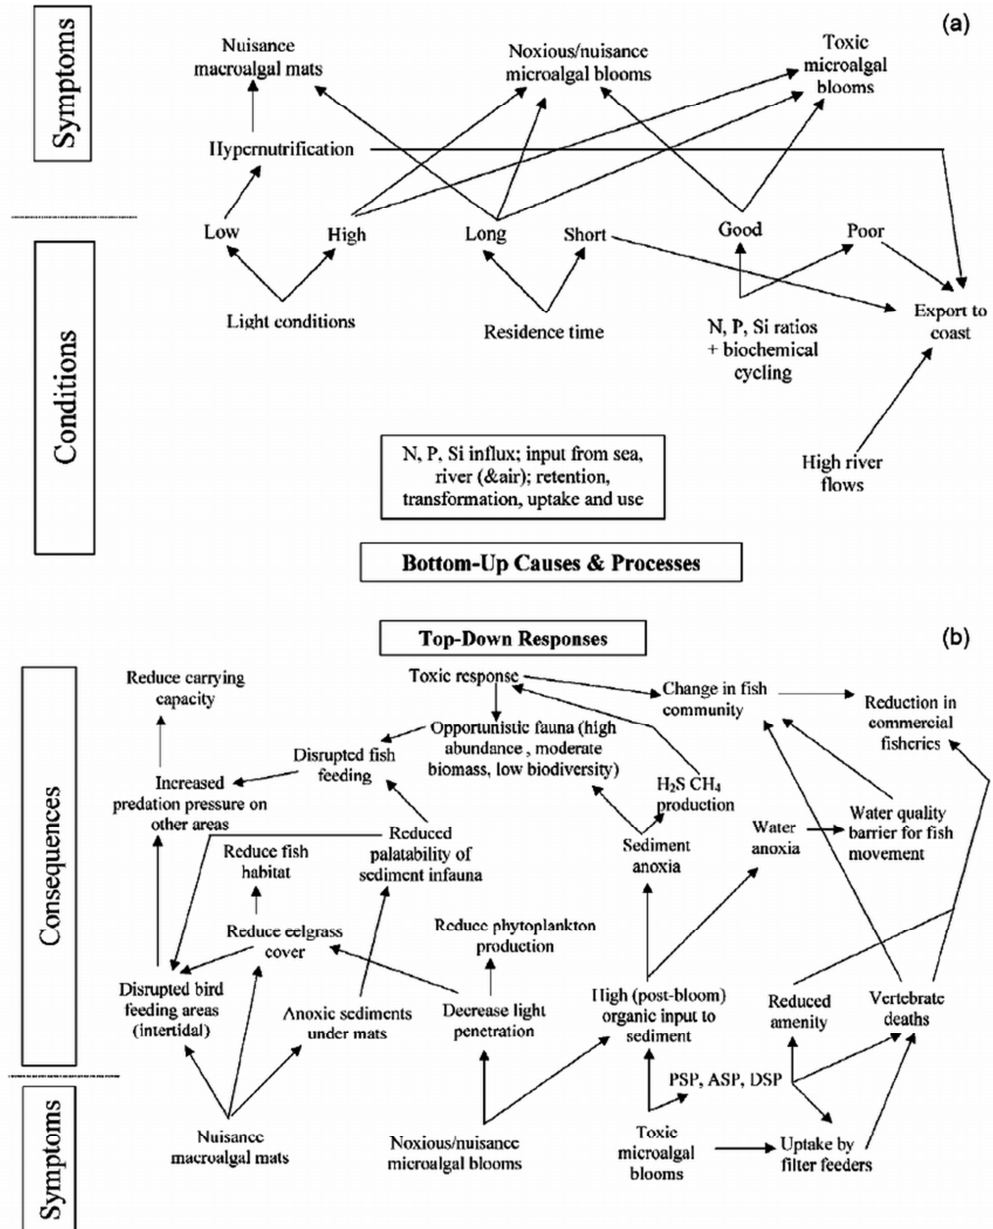 (a)
Symptoms
Nuisance
macroalgal mats
Noxious/nuisance
microalgal blooms
Toxic
microalgal
blooms
Hypernutrification
Low
High
Long
Short
Good
Poor
Light conditions
Residence time
N, P, Si ratios
+ biochemical
cycling
Export to
coast
Conditions
High river
flows
N, P, Si influx; input from sea,
river (&air); retention,
transformation, uptake and use
Bottom-Up Causes & Processes
Top-Down Responses
(b)
Consequences
Reduce carrying
capacity
Toxic response
Change in fish
community
Reduction in
commercial
fisheries
Opportunistic fauna (high
abundance , moderate
biomass, low biodiversity)
Disrupted fish
feeding
Increased
predation pressure on
other areas
H2S CH4
production
Reduced
palatability of
sediment infauna
Sediment
anoxia
Water
anoxia
Water quality
barrier for fish
movement
Reduce fish
habitat
Reduce eelgrass
cover
Reduce phytoplankton
production
Disrupted bird
feeding areas
(intertidal)
Anoxic sediments
under mats
Decrease light
penetration
High (post-bloom)
organic input to
sediment
Reduced
amenity
Vertebrate
deaths
PSP, ASP, DSP
Symptoms
Nuisance
macroalgal mats
Noxious/nuisance
microalgal blooms
Toxic
microalgal
blooms
Uptake by
filter feeders